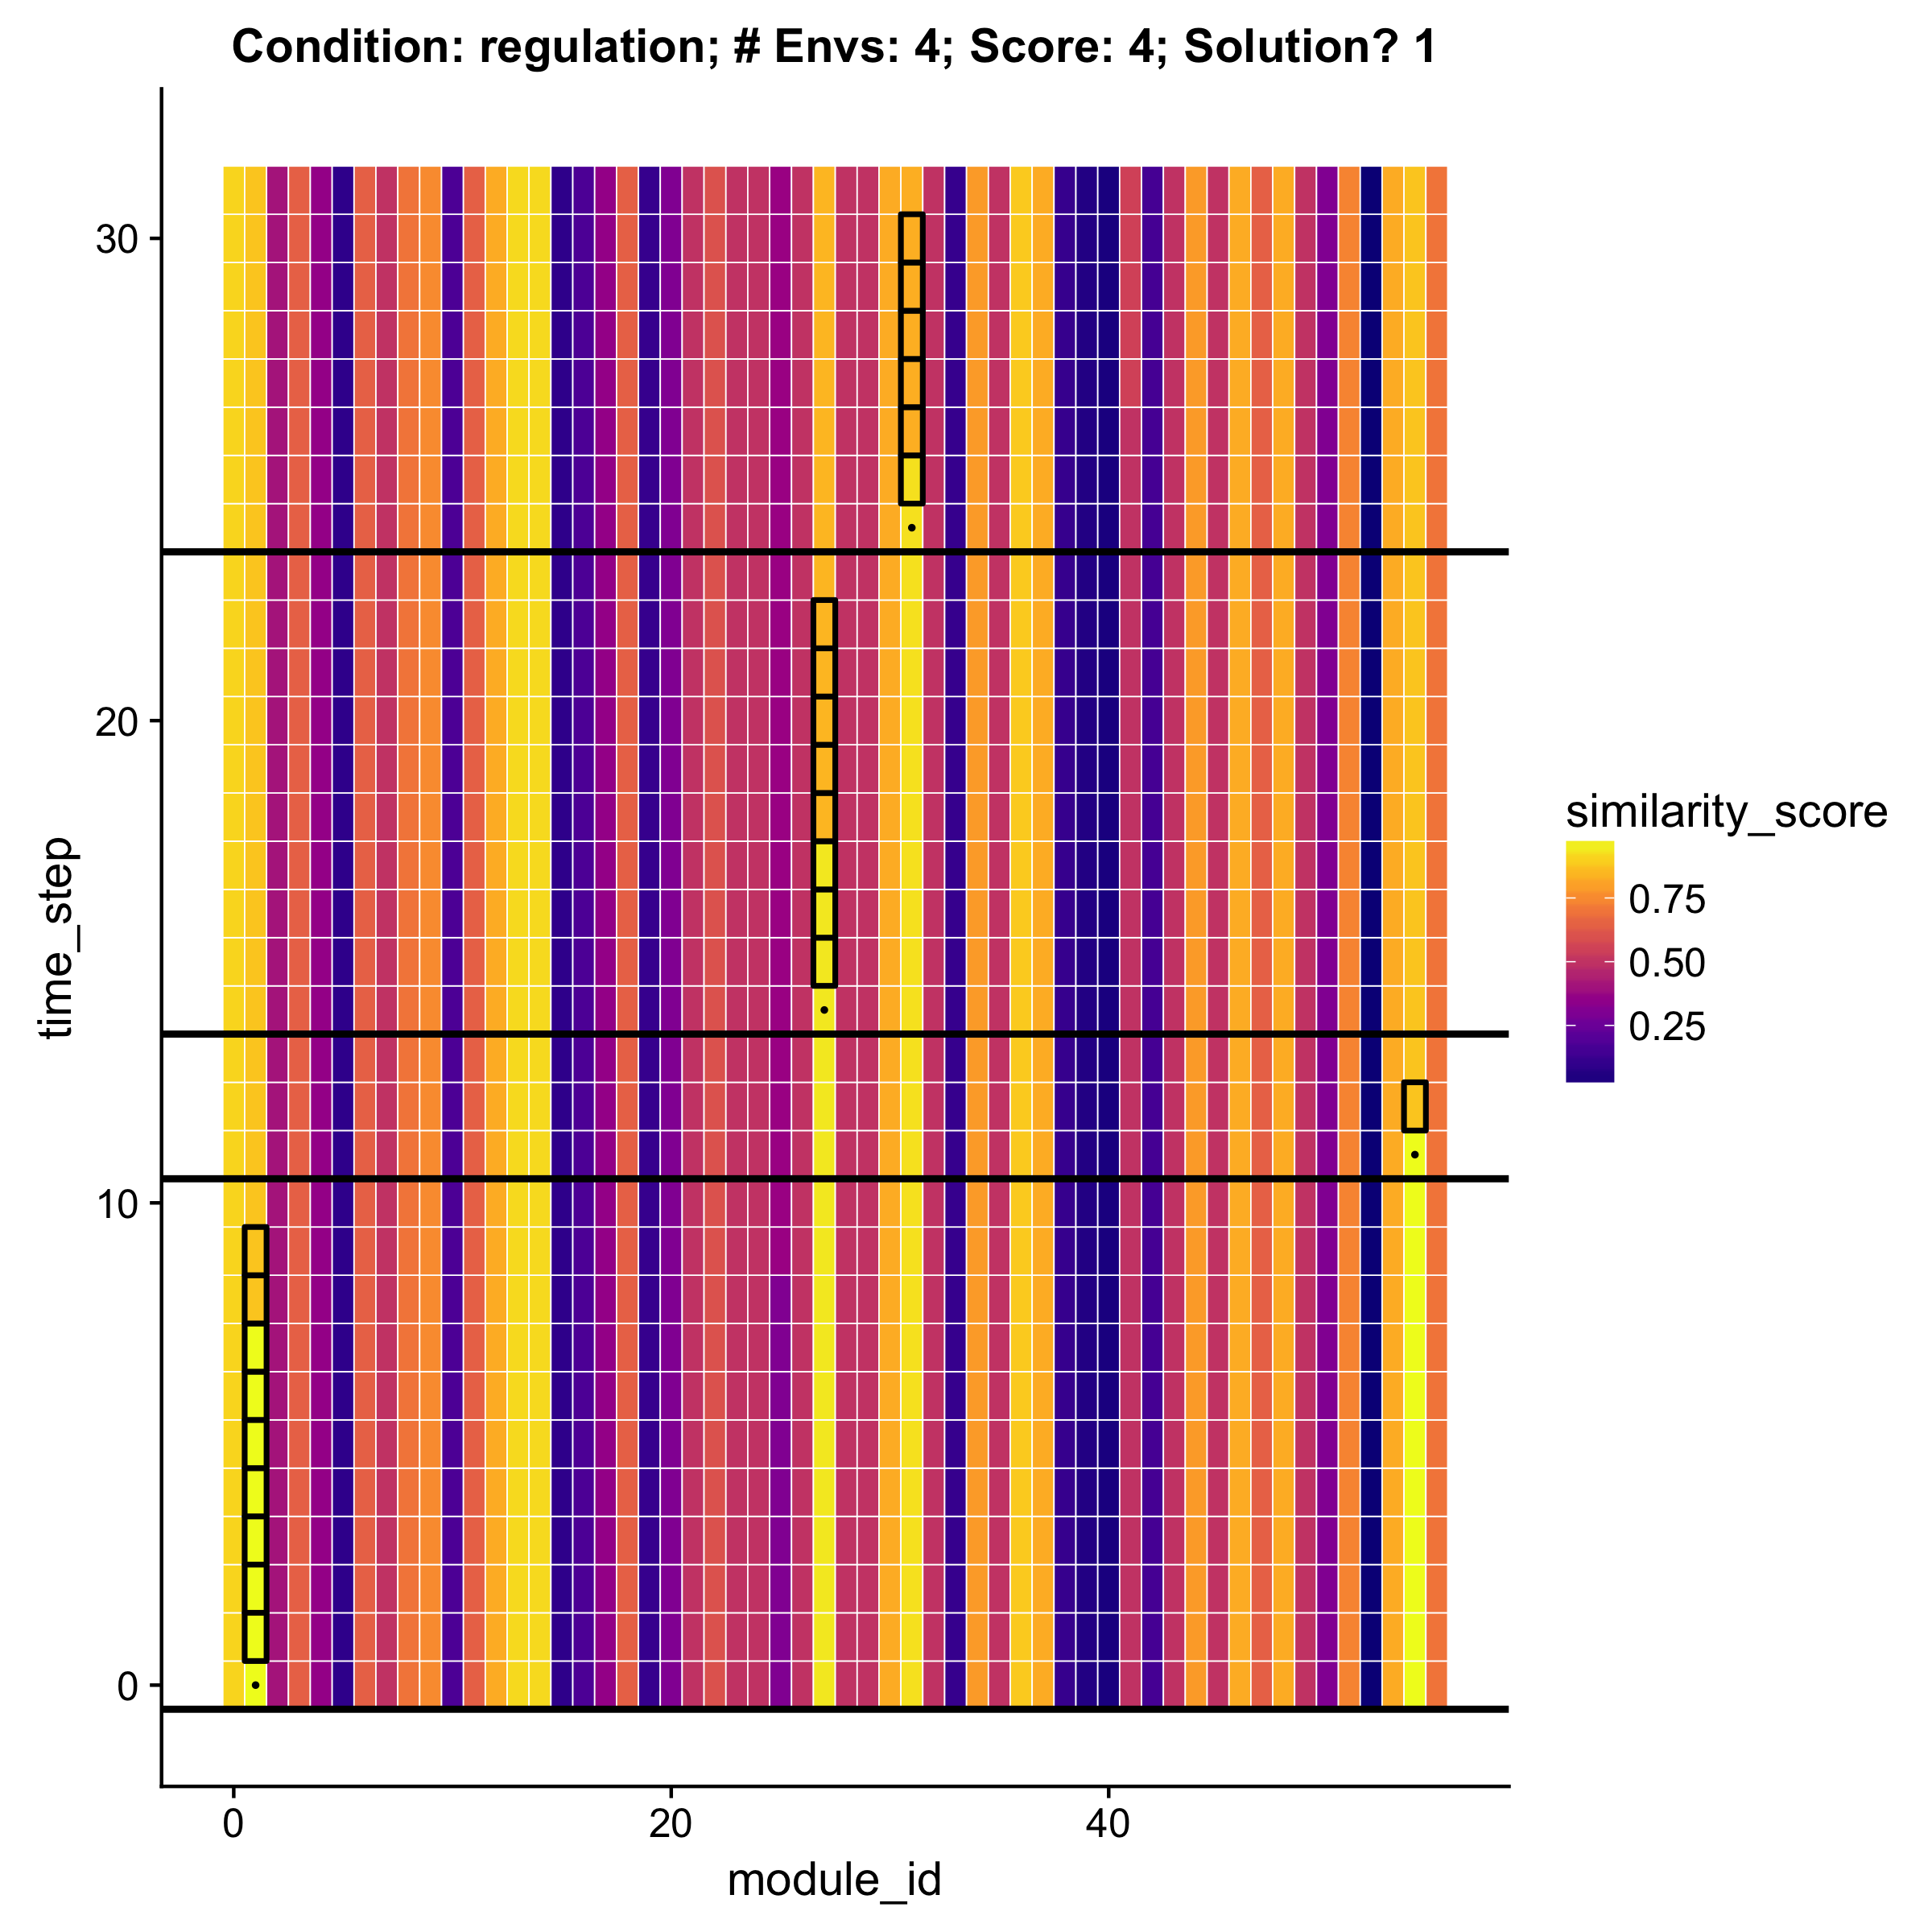 Condition: regulation; # Envs: 4; Score: 4; Solution? 1
30
20
10
0
time_step
0 20 40
module_id
similarity_score
0.75
0.50
0.25